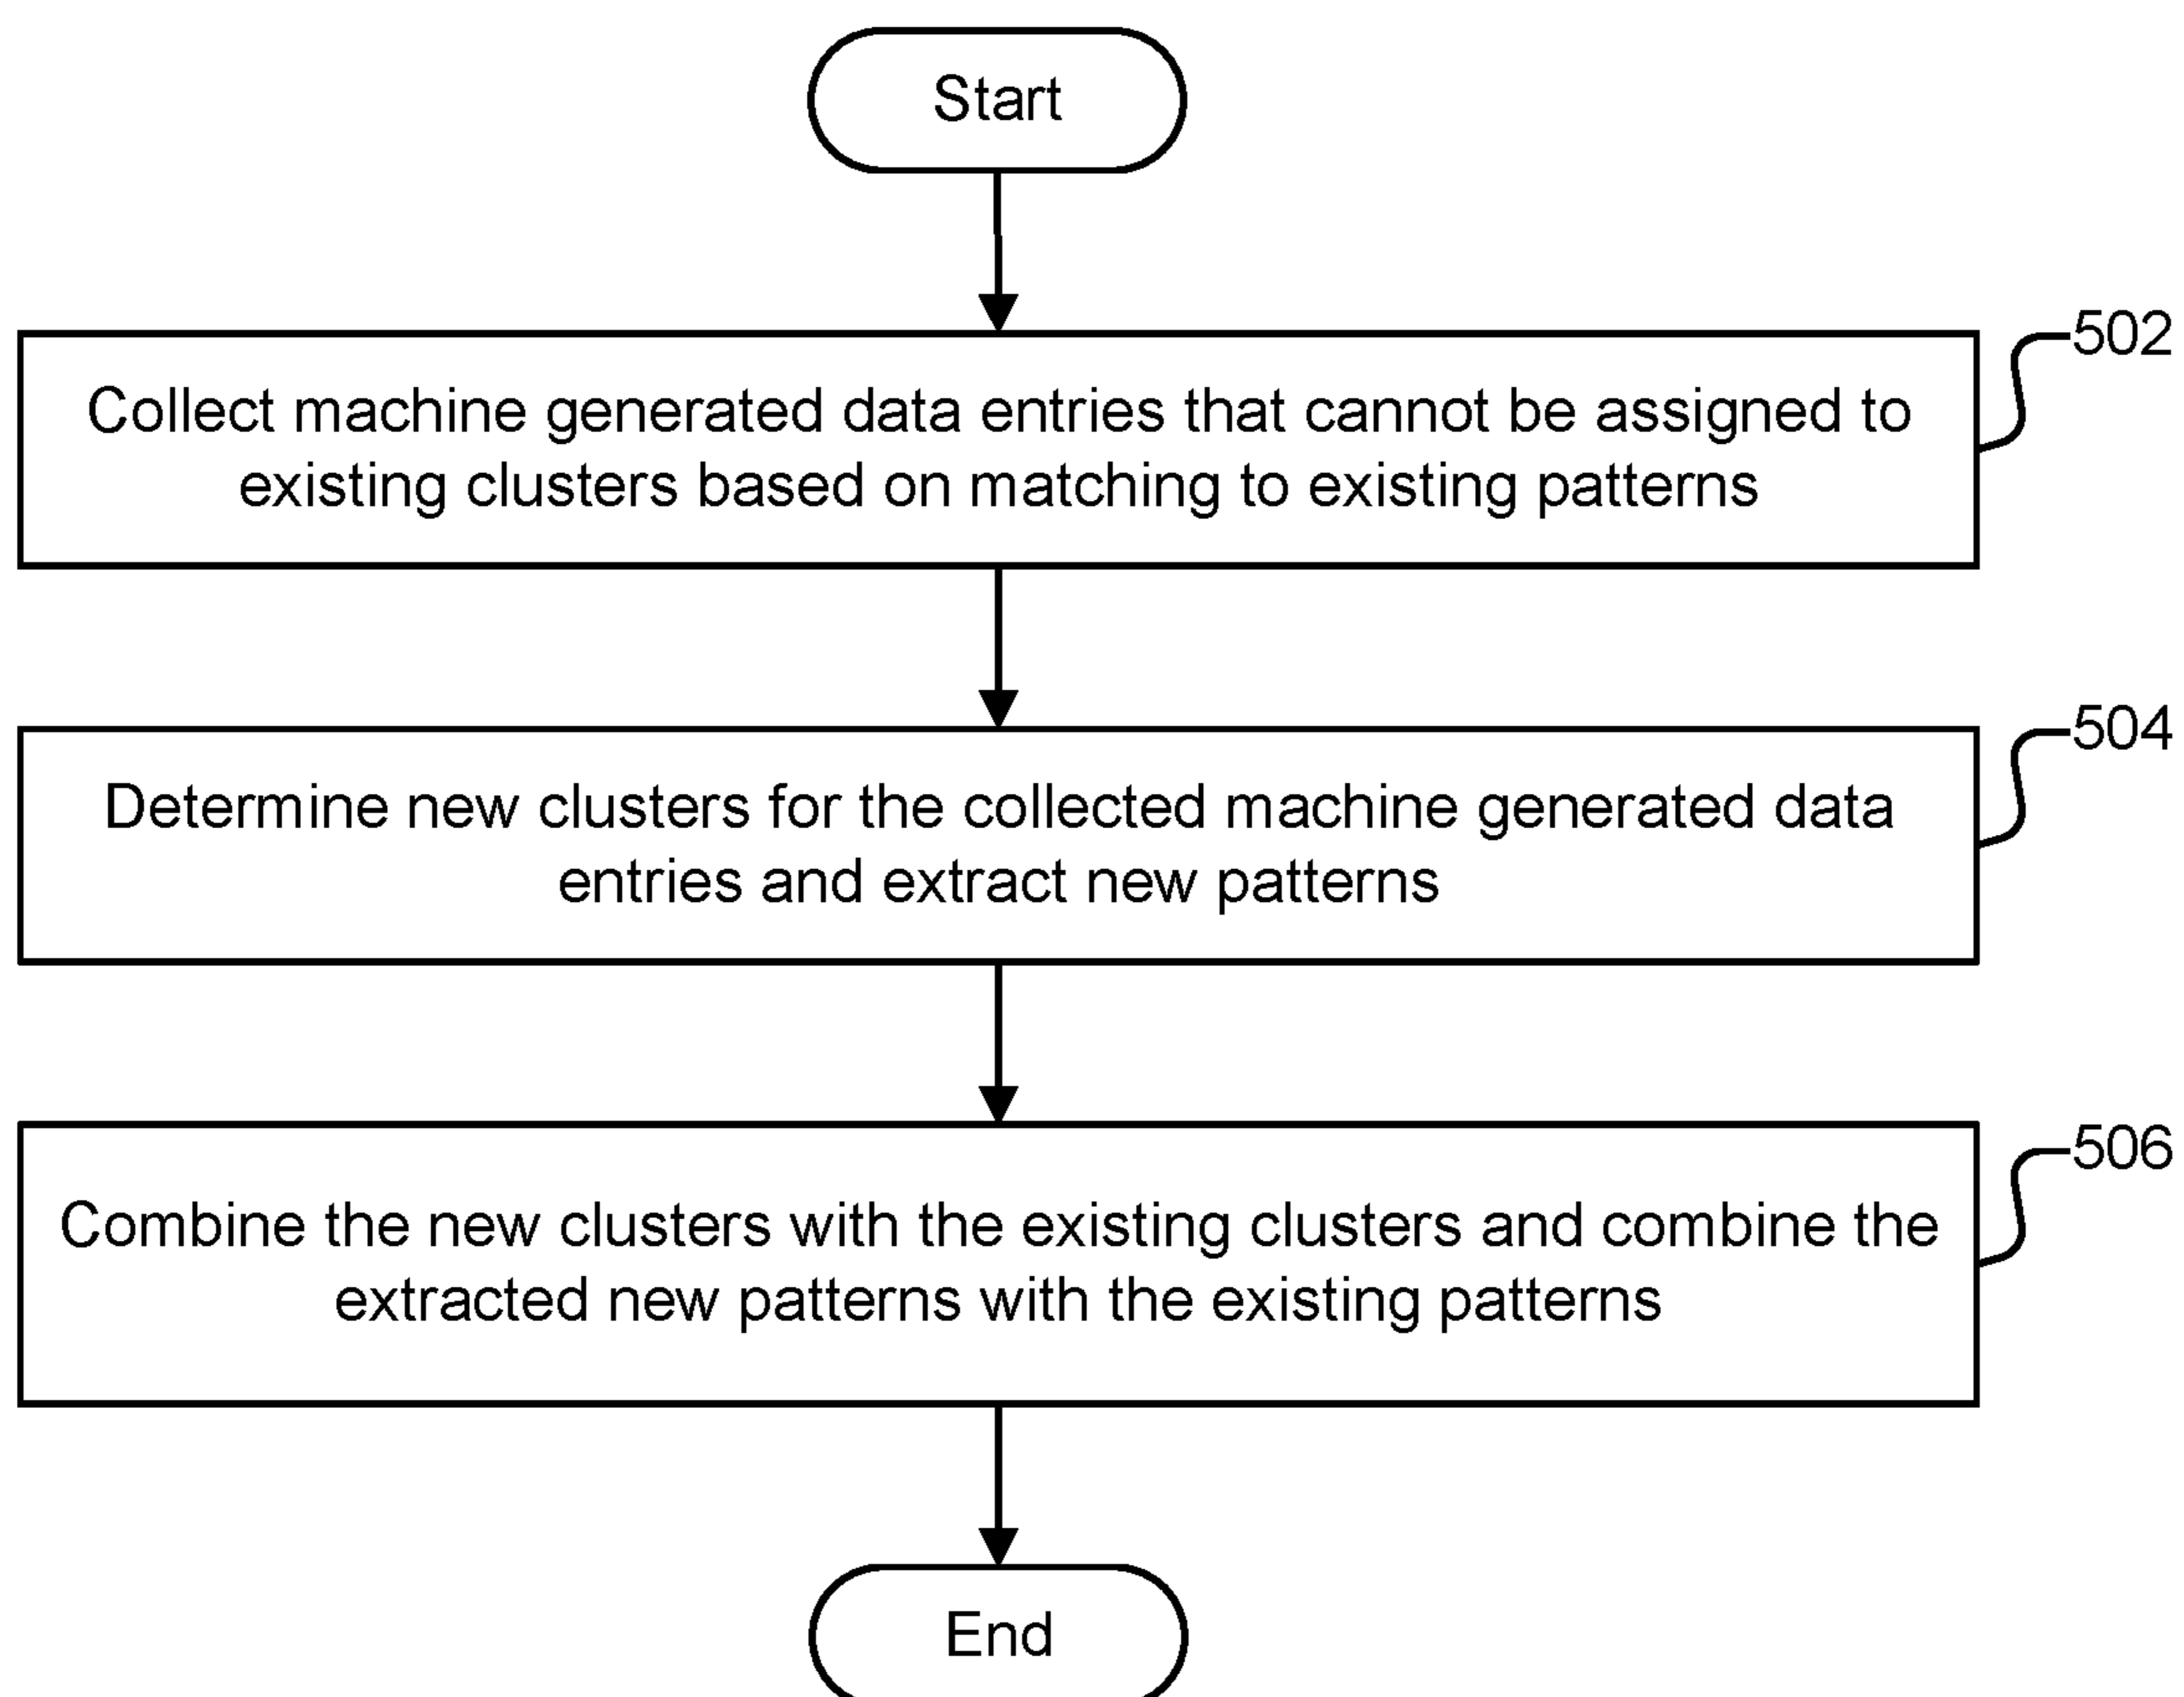 Start
502
Collect machine generated data entries that cannot be assigned to
existing clusters based on matching to existing patterns
504
Determine new clusters for the collected machine generated data
entries and extract new patterns
506
Combine the new clusters with the existing clusters and combine the
extracted new patterns with the existing patterns
End